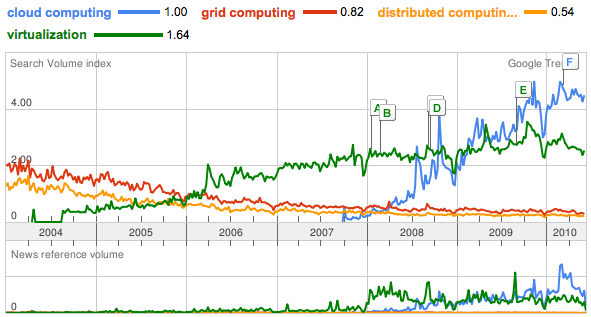 cloud computing 1.00 grid computing 0.82 distributed computin... 0.54
virtualization 1.64
Search Volume index Google Tre F
4.00 A B D E
2.00
0
2004 2005 2006 2007 2008 2009 2010
News reference volume
0